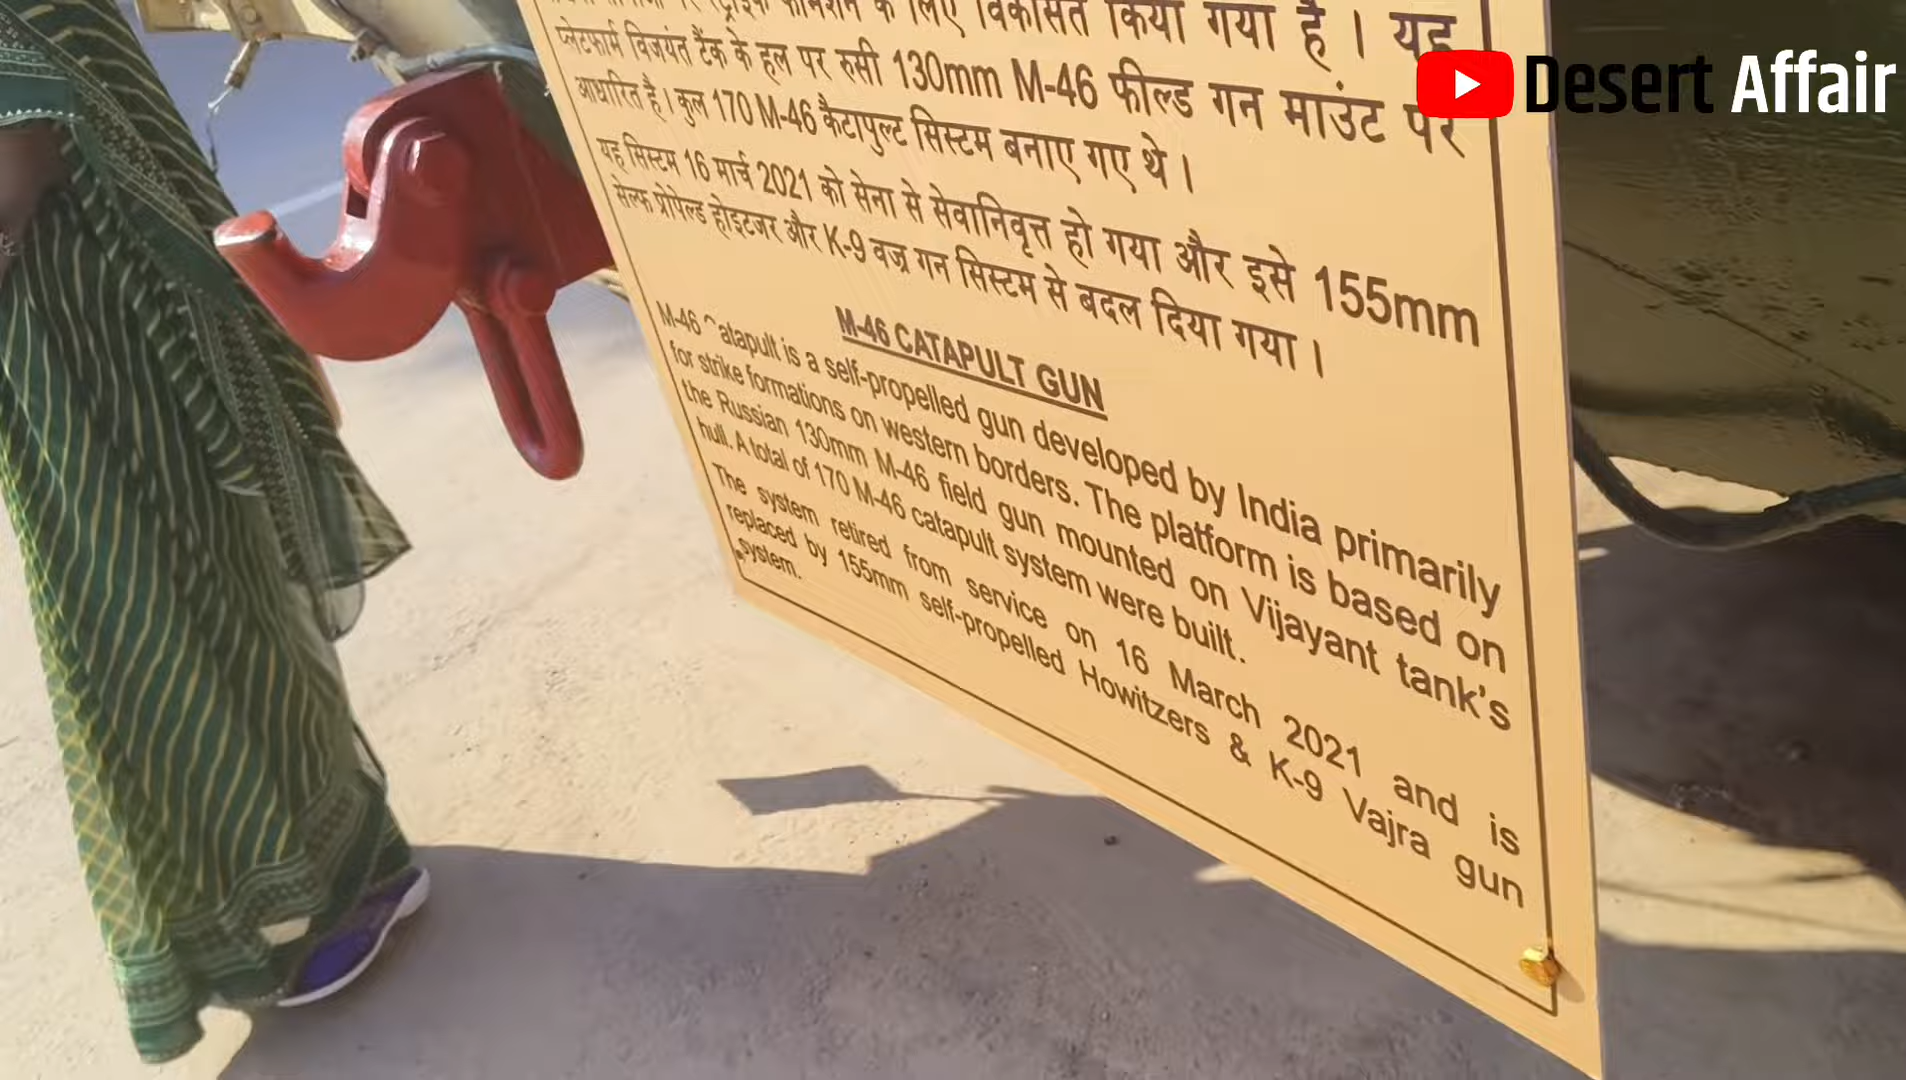 के लिए विकसित किया गया है । यह
प्लेटफार्म विजयंत टैंक के हल पर रुसी 130mm M-46 फील्ड गन माउंट पर
आधारित है । कुल 170 M-46 कैटापुल्ट सिस्टम बनाए गए थे ।
यह सिस्टम 16 मार्च 2021 को सेना से सेवानिवृत्त हो गया और इसे 155mm
सेल्फ प्रोपेल्ड होइटजर और K-9 वज्र गन सिस्टम से बदल दिया गया ।
M-46 CATAPULT GUN
M-46 atapult is a self-propelled gun developed by India primarily
for strike formations on western borders. The platform is based on
the Russian 130mm M-46 field gun mounted on Vijayant tank's
hull. A total of 170 M-46 catapult system were built.
The system retired from service on 16 March 2021 and is
replaced by 155mm self-propelled Howitzers & K-9 Vajra gun
system.
Desert Affair